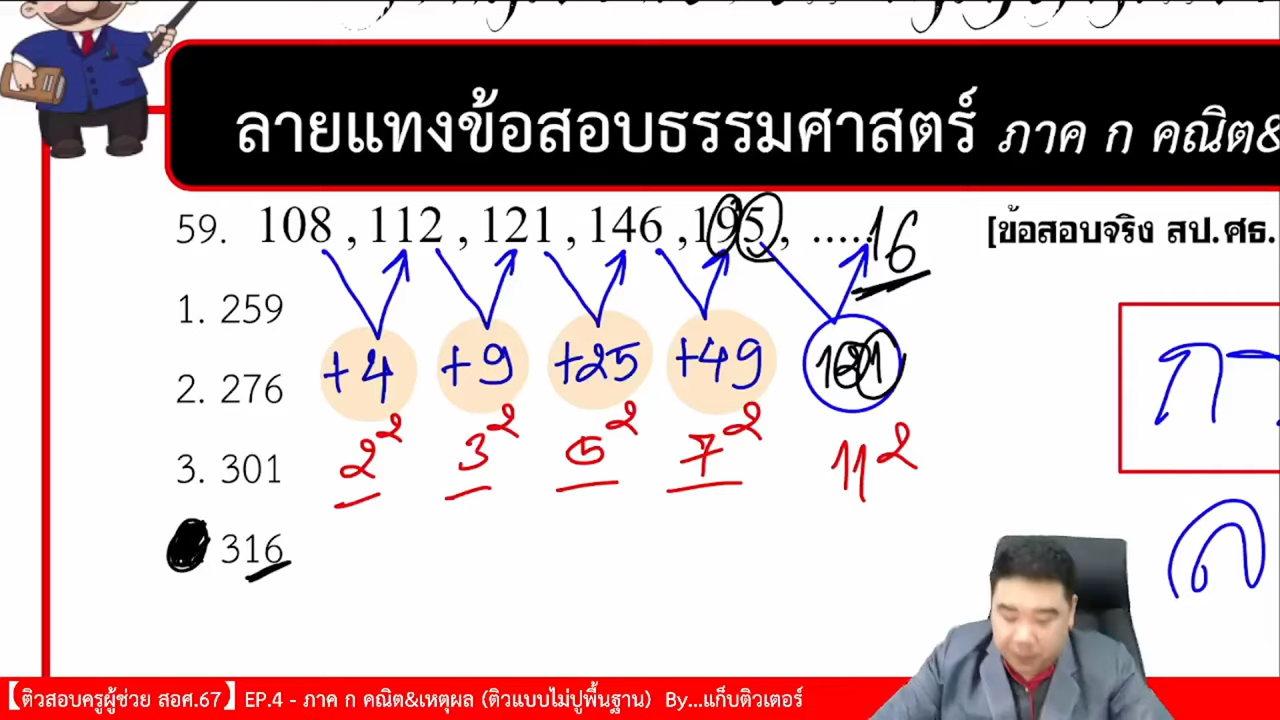 ลายแทงข้อสอบธรรมศาสตร์ ภาค ก คณิต&
59. 108 , 112 , 121 , 146 , 195 , ..... 16
[ข้อสอบจริง สป.ศธ.
1. 259
+4 +9 +25 +49 121
2. 276
2² 3² 5² 7² 11²
3. 301
316
【ติวสอบครูผู้ช่วย สอศ.67】 EP.4 - ภาค ก คณิต&เหตุผล (ติวแบบไม่ปูพื้นฐาน) By...แก็บติวเตอร์